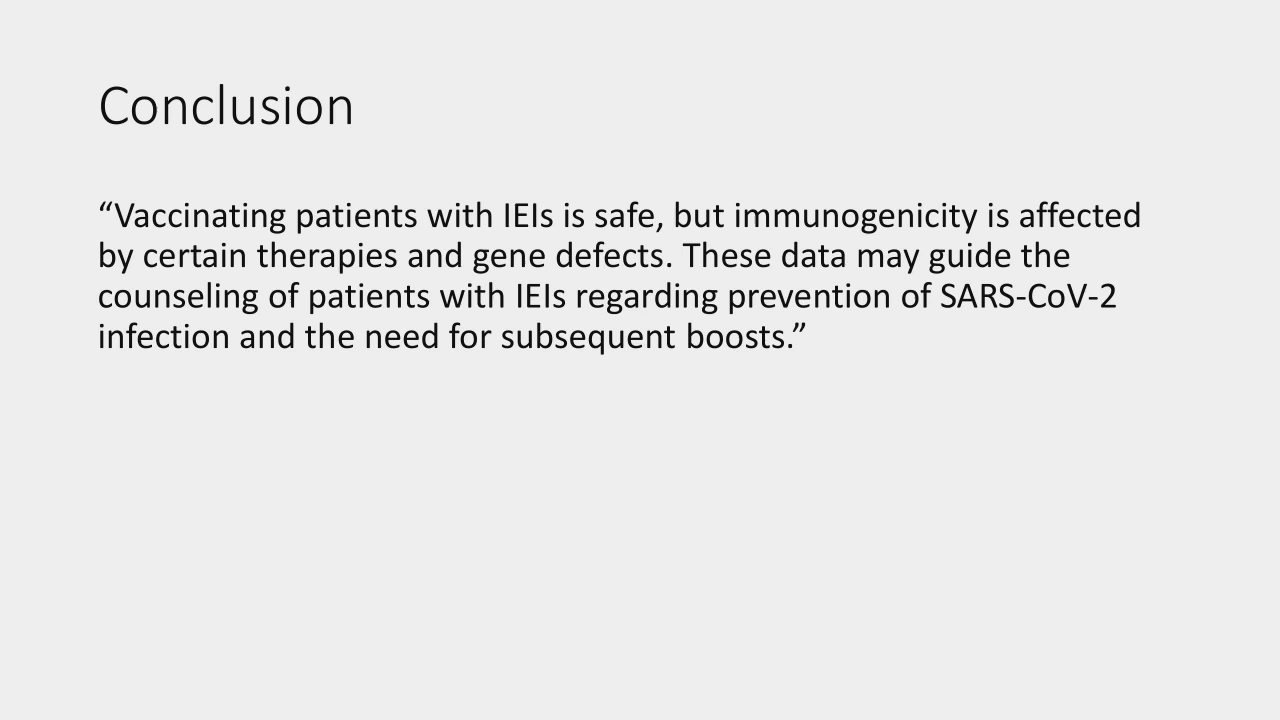 Conclusion
“Vaccinating patients with IEIs is safe, but immunogenicity is affected
by certain therapies and gene defects. These data may guide the
counseling of patients with IEIs regarding prevention of SARS-CoV-2
infection and the need for subsequent boosts.”